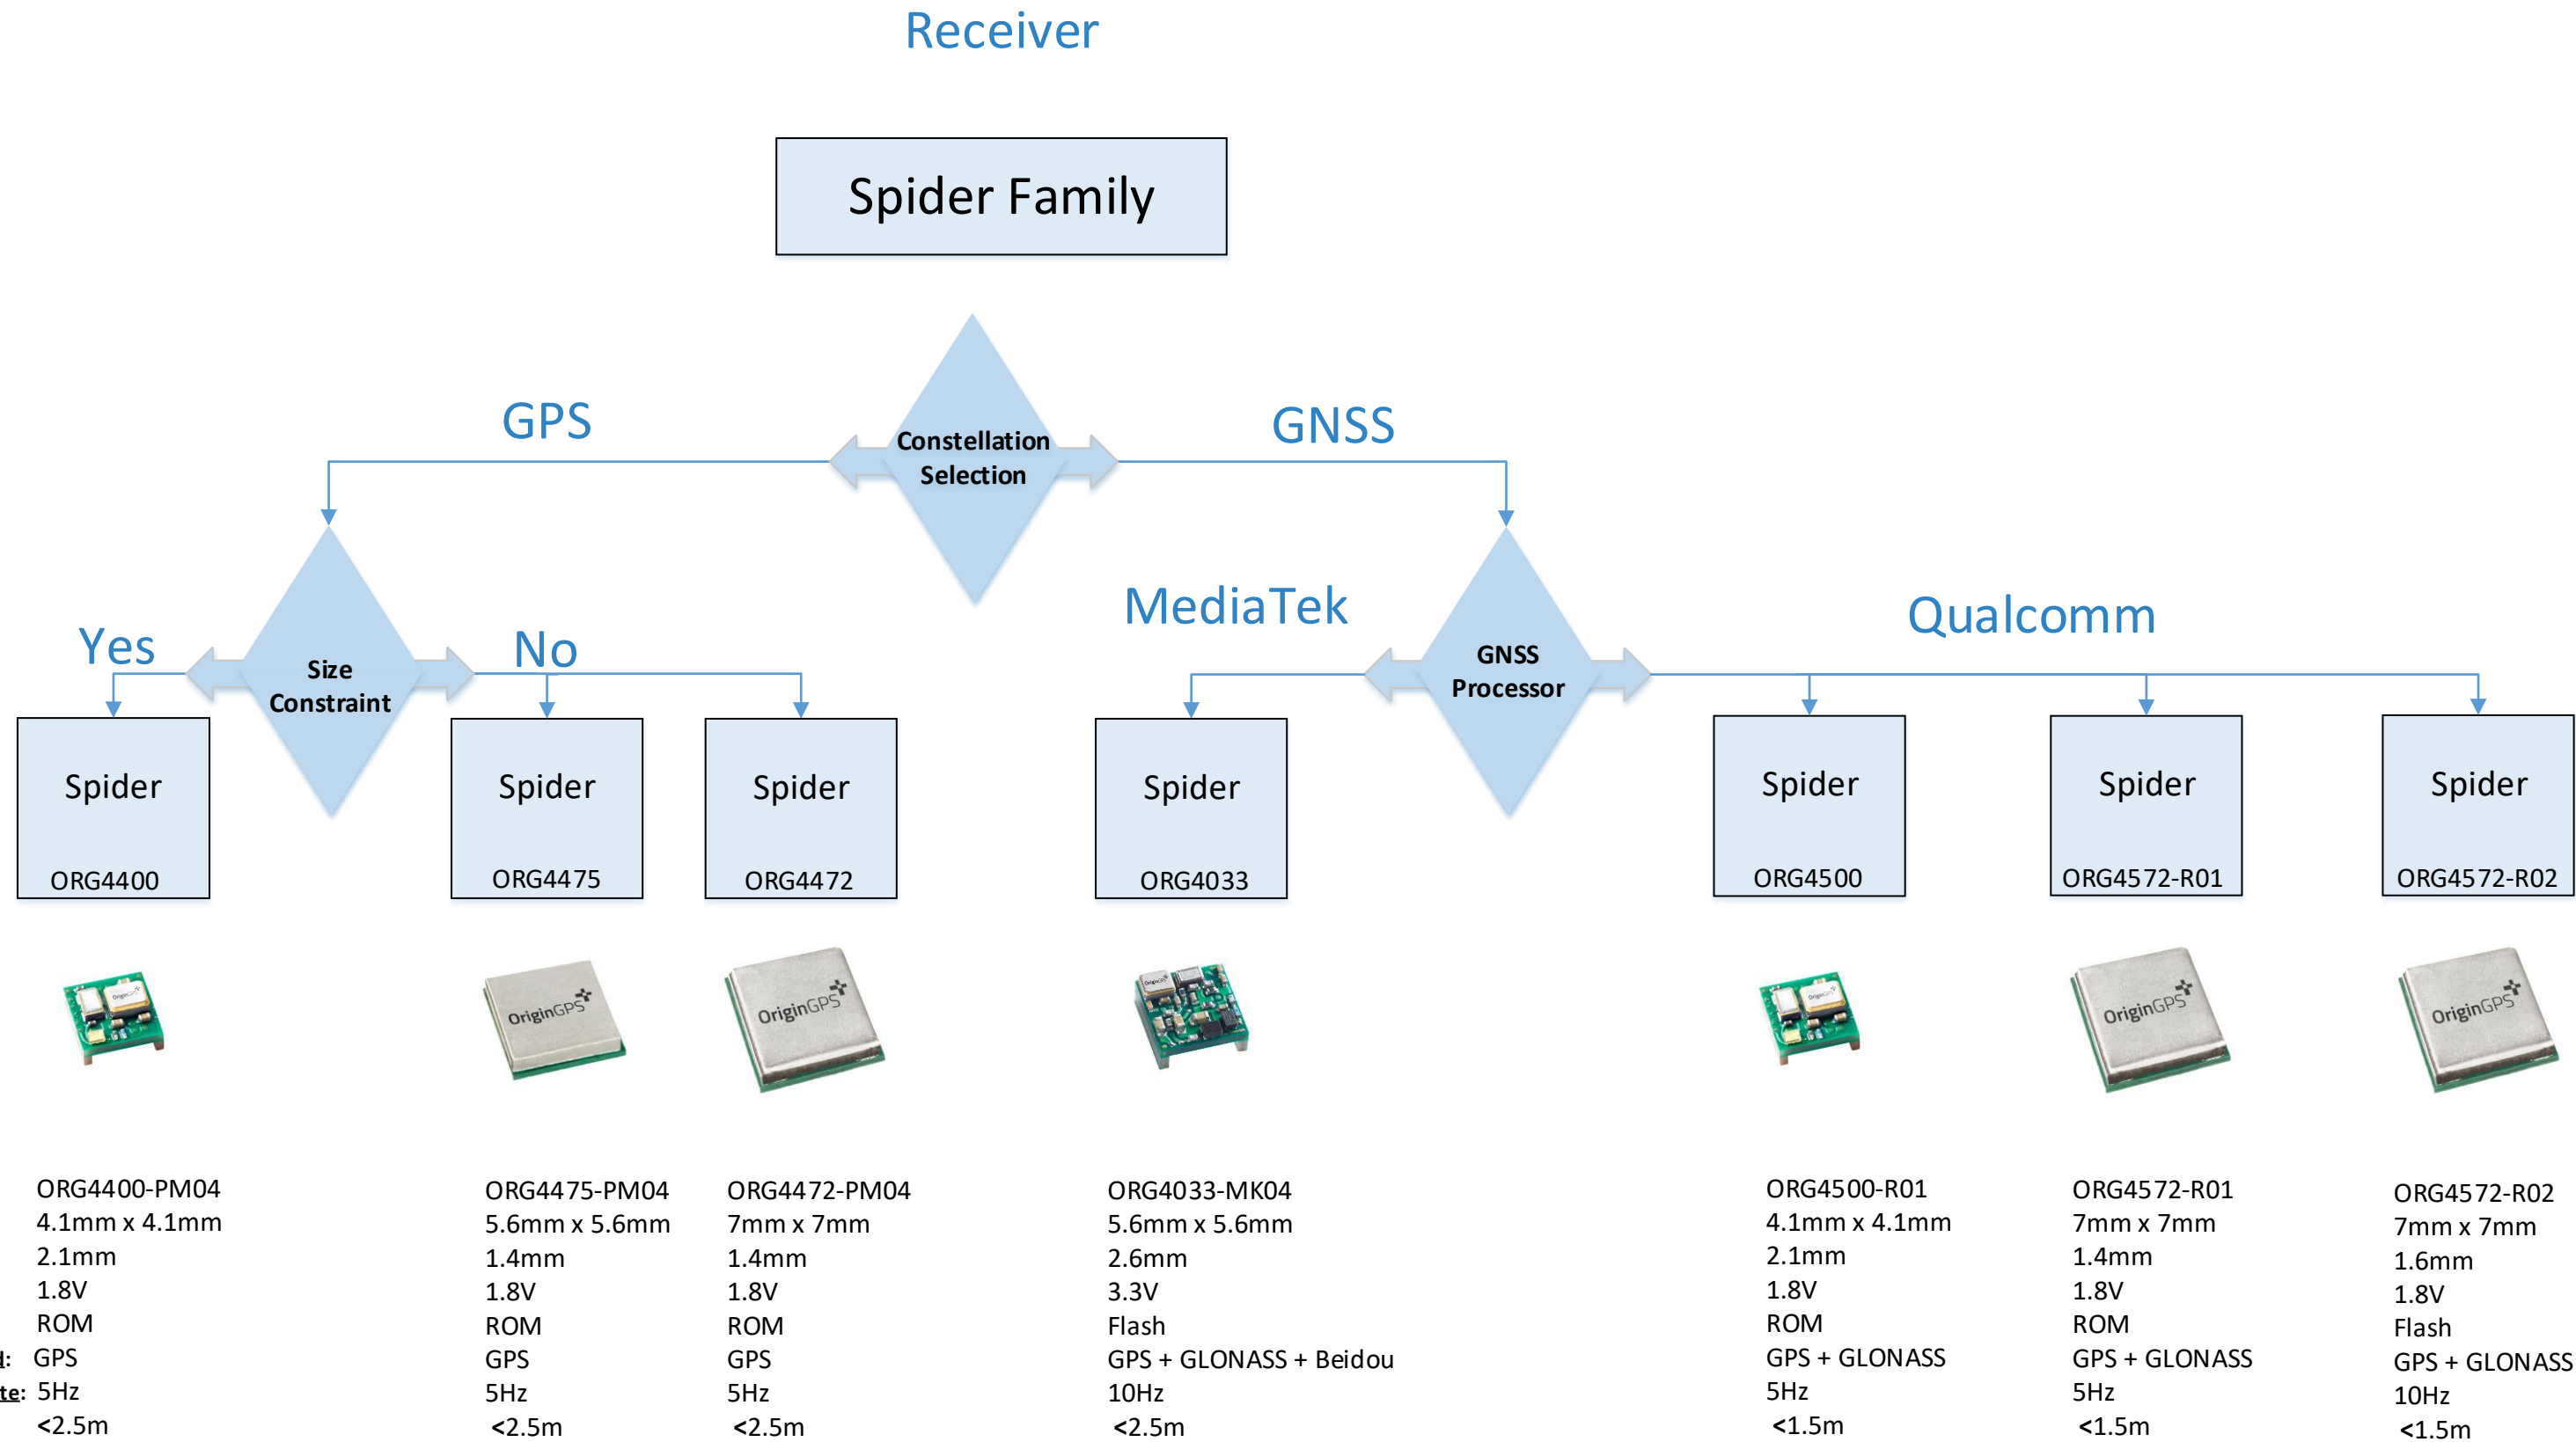 Receiver
Spider Family
Constellation
Selection
GPS
GNSS
Size
Constraint
Yes
No
GNSS
Processor
MediaTek
Qualcomm
Spider
ORG4400
Spider
ORG4475
Spider
ORG4472
Spider
ORG4033
Spider
ORG4500
Spider
ORG4572-R01
Spider
ORG4572-R02
OriginGPS
OriginGPS
OriginGPS
OriginGPS
OriginGPS
OriginGPS
OriginGPS
ORG4400-PM04
4.1mm x 4.1mm
2.1mm
1.8V
ROM
GPS
te: 5Hz
<2.5m
ORG4475-PM04
5.6mm x 5.6mm
1.4mm
1.8V
ROM
GPS
5Hz
<2.5m
ORG4472-PM04
7mm x 7mm
1.4mm
1.8V
ROM
GPS
5Hz
<2.5m
ORG4033-MK04
5.6mm x 5.6mm
2.6mm
3.3V
Flash
GPS + GLONASS + Beidou
10Hz
<2.5m
ORG4500-R01
4.1mm x 4.1mm
2.1mm
1.8V
ROM
GPS + GLONASS
5Hz
<1.5m
ORG4572-R01
7mm x 7mm
1.4mm
1.8V
ROM
GPS + GLONASS
5Hz
<1.5m
ORG4572-R02
7mm x 7mm
1.6mm
1.8V
Flash
GPS + GLONASS
10Hz
<1.5m